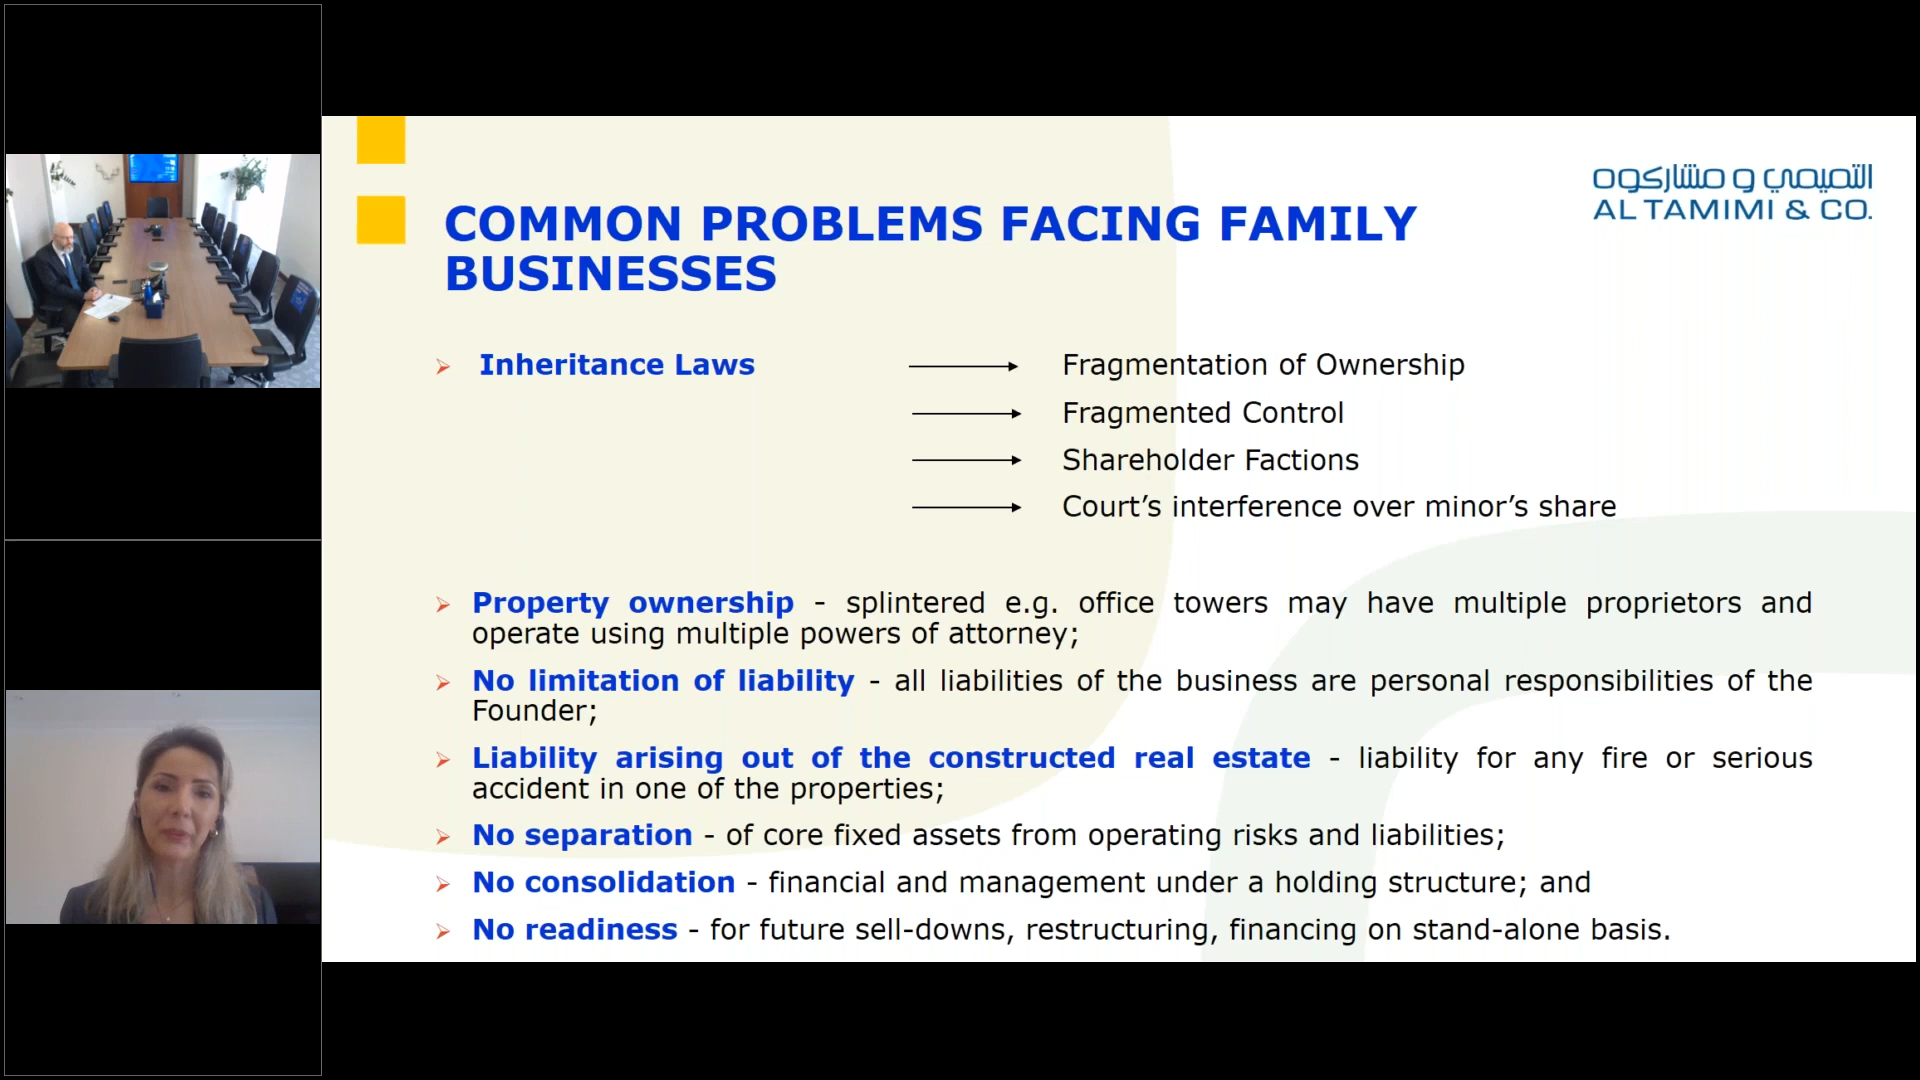 التميمي و مشاركوه
AL TAMIMI & CO.
COMMON PROBLEMS FACING FAMILY
BUSINESSES
➢ Inheritance Laws → Fragmentation of Ownership
→ Fragmented Control
→ Shareholder Factions
→ Court’s interference over minor’s share
➢ Property ownership - splintered e.g. office towers may have multiple proprietors and
operate using multiple powers of attorney;
➢ No limitation of liability - all liabilities of the business are personal responsibilities of the
Founder;
➢ Liability arising out of the constructed real estate - liability for any fire or serious
accident in one of the properties;
➢ No separation - of core fixed assets from operating risks and liabilities;
➢ No consolidation - financial and management under a holding structure; and
➢ No readiness - for future sell-downs, restructuring, financing on stand-alone basis.